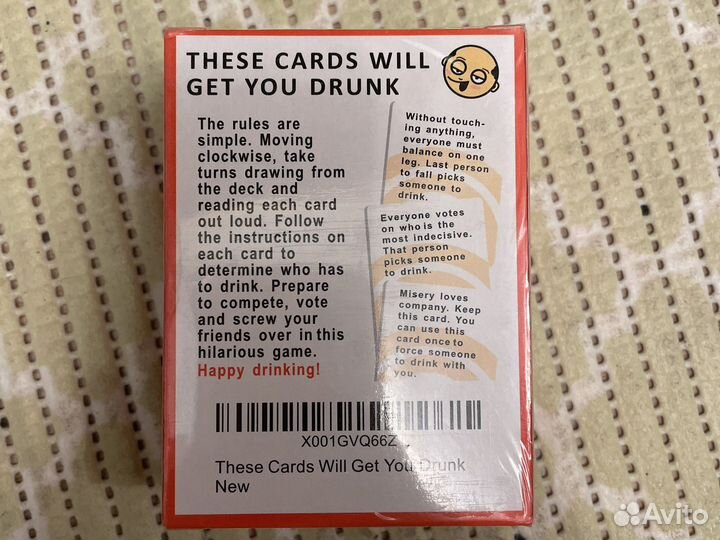 THESE CARDS WILL
GET YOU DRUNK
The rules are
simple. Moving
clockwise, take
turns drawing from
the deck and
reading each card
out loud. Follow
the instructions on
each card to
determine who has
to drink. Prepare
to compete, vote
and screw your
friends over in this
hilarious game.
Happy drinking!
Without touch-
ing anything,
everyone must
balance on one
leg. Last person
to fall picks
someone to
drink.
Everyone votes
on who is the
most indecisive.
That person
picks someone
to drink.
Misery loves
company. Keep
this card. You
can use this
card once to
force someone
to drink with
you.
X001GVQ66Z
These Cards Will Get You Drunk
New
Avito